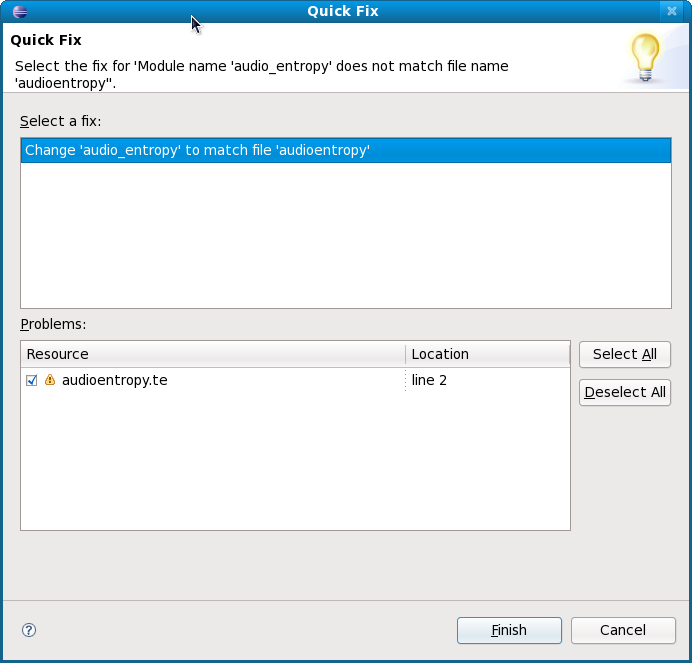 Quick Fix
Quick Fix
Select the fix for 'Module name 'audio_entropy' does not match file name
'audioentropy''.
Select a fix:
Change 'audio_entropy' to match file 'audioentropy'
Problems:
Resource Location
Select All
audioentropy.te line 2
Deselect All
?
Finish Cancel